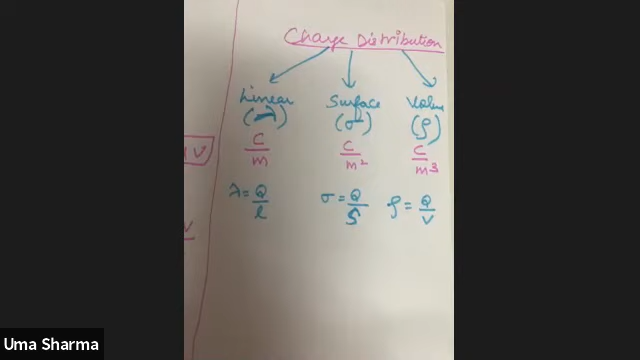 Charge Distribution
Linear Surface Volume
(λ) (σ) (ρ)
C/m C/m² C/m³
λ = Q/l σ = Q/S ρ = Q/V
V
V
Uma Sharma